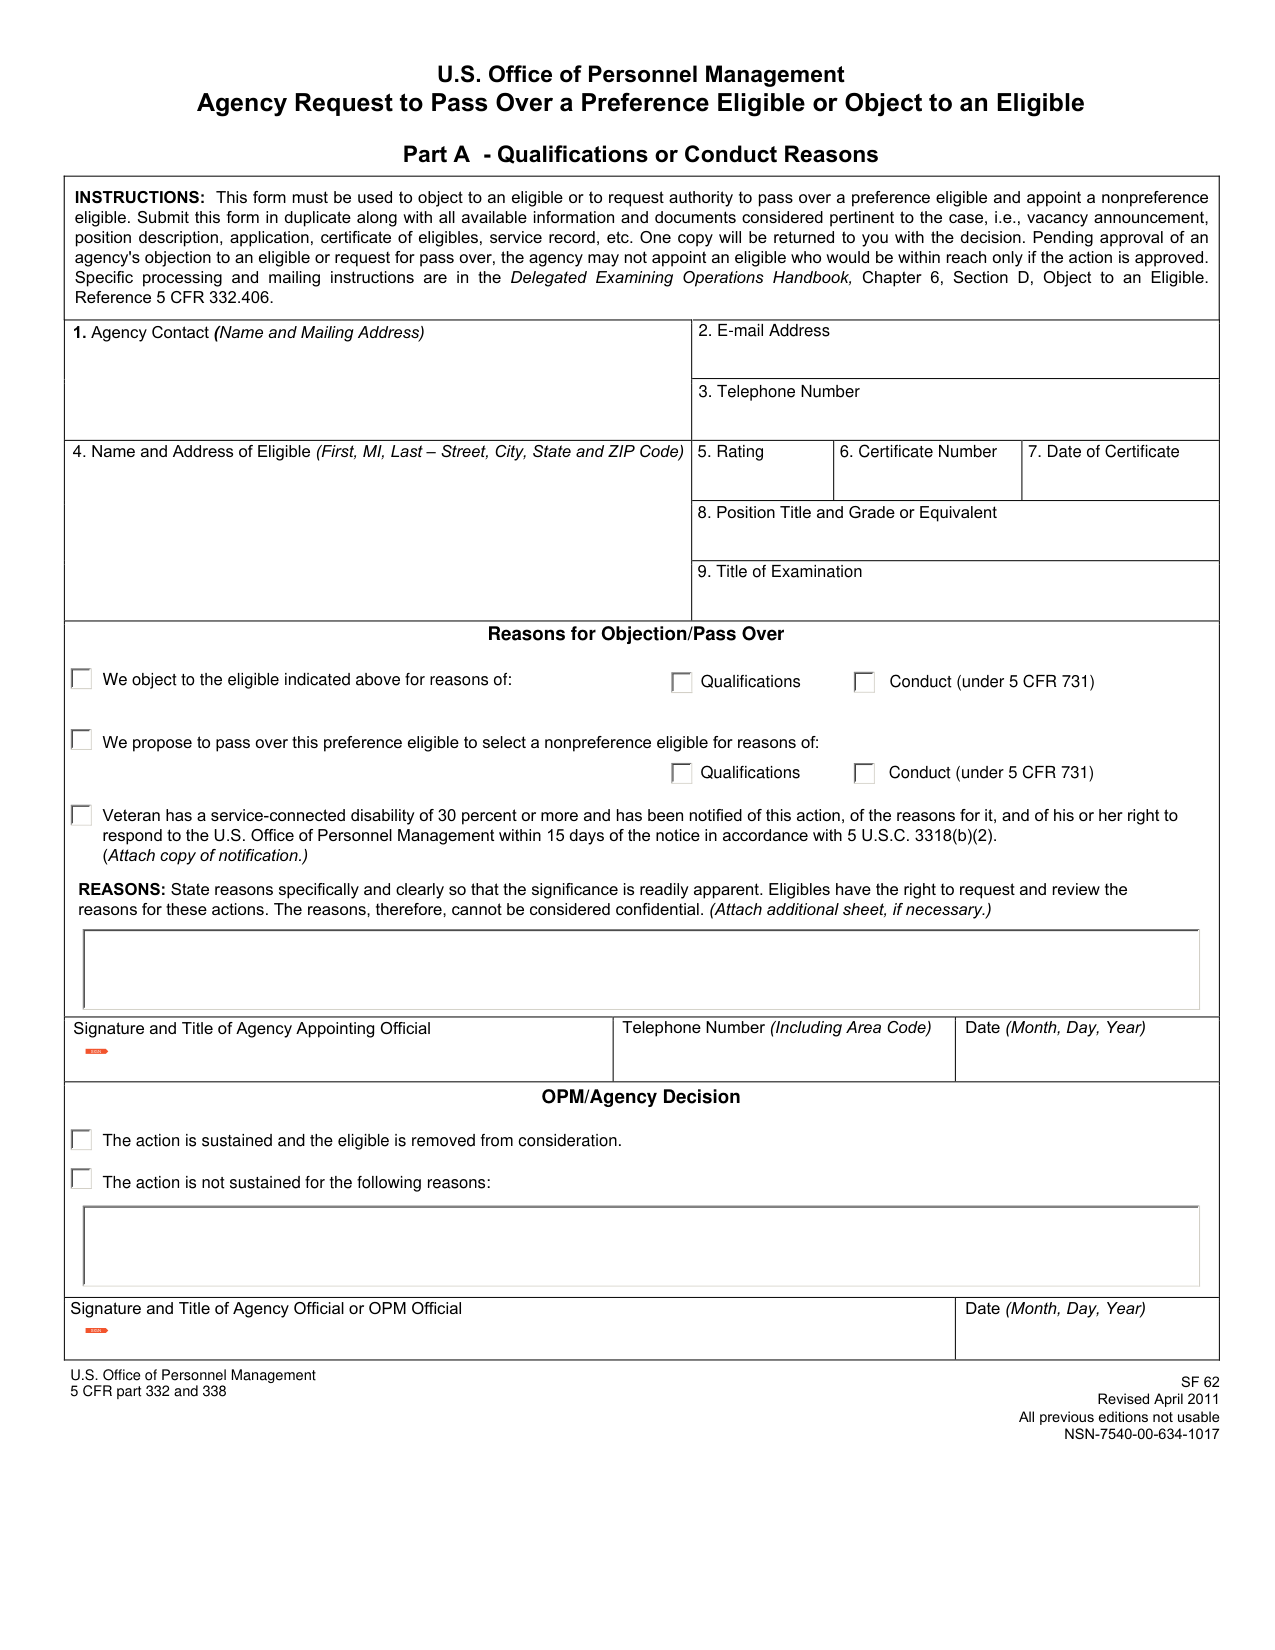 U.S. Office of Personnel Management
Agency Request to Pass Over a Preference Eligible or Object to an Eligible
Part A - Qualifications or Conduct Reasons
INSTRUCTIONS: This form must be used to object to an eligible or to request authority to pass over a preference eligible and appoint a nonpreference
eligible. Submit this form in duplicate along with all available information and documents considered pertinent to the case, i.e., vacancy announcement,
position description, application, certificate of eligibles, service record, etc. One copy will be returned to you with the decision. Pending approval of an
agency's objection to an eligible or request for pass over, the agency may not appoint an eligible who would be within reach only if the action is approved.
Specific processing and mailing instructions are in the Delegated Examining Operations Handbook, Chapter 6, Section D, Object to an Eligible.
Reference 5 CFR 332.406.
1. Agency Contact (Name and Mailing Address)
2. E-mail Address
3. Telephone Number
4. Name and Address of Eligible (First, MI, Last – Street, City, State and ZIP Code)
5. Rating
6. Certificate Number
7. Date of Certificate
8. Position Title and Grade or Equivalent
9. Title of Examination
Reasons for Objection/Pass Over
We object to the eligible indicated above for reasons of: Qualifications Conduct (under 5 CFR 731)
We propose to pass over this preference eligible to select a nonpreference eligible for reasons of:
Qualifications Conduct (under 5 CFR 731)
Veteran has a service-connected disability of 30 percent or more and has been notified of this action, of the reasons for it, and of his or her right to
respond to the U.S. Office of Personnel Management within 15 days of the notice in accordance with 5 U.S.C. 3318(b)(2).
(Attach copy of notification.)
REASONS: State reasons specifically and clearly so that the significance is readily apparent. Eligibles have the right to request and review the
reasons for these actions. The reasons, therefore, cannot be considered confidential. (Attach additional sheet, if necessary.)
Signature and Title of Agency Appointing Official
Telephone Number (Including Area Code)
Date (Month, Day, Year)
OPM/Agency Decision
The action is sustained and the eligible is removed from consideration.
The action is not sustained for the following reasons:
Signature and Title of Agency Official or OPM Official
Date (Month, Day, Year)
U.S. Office of Personnel Management
5 CFR part 332 and 338
SF 62
Revised April 2011
All previous editions not usable
NSN-7540-00-634-1017